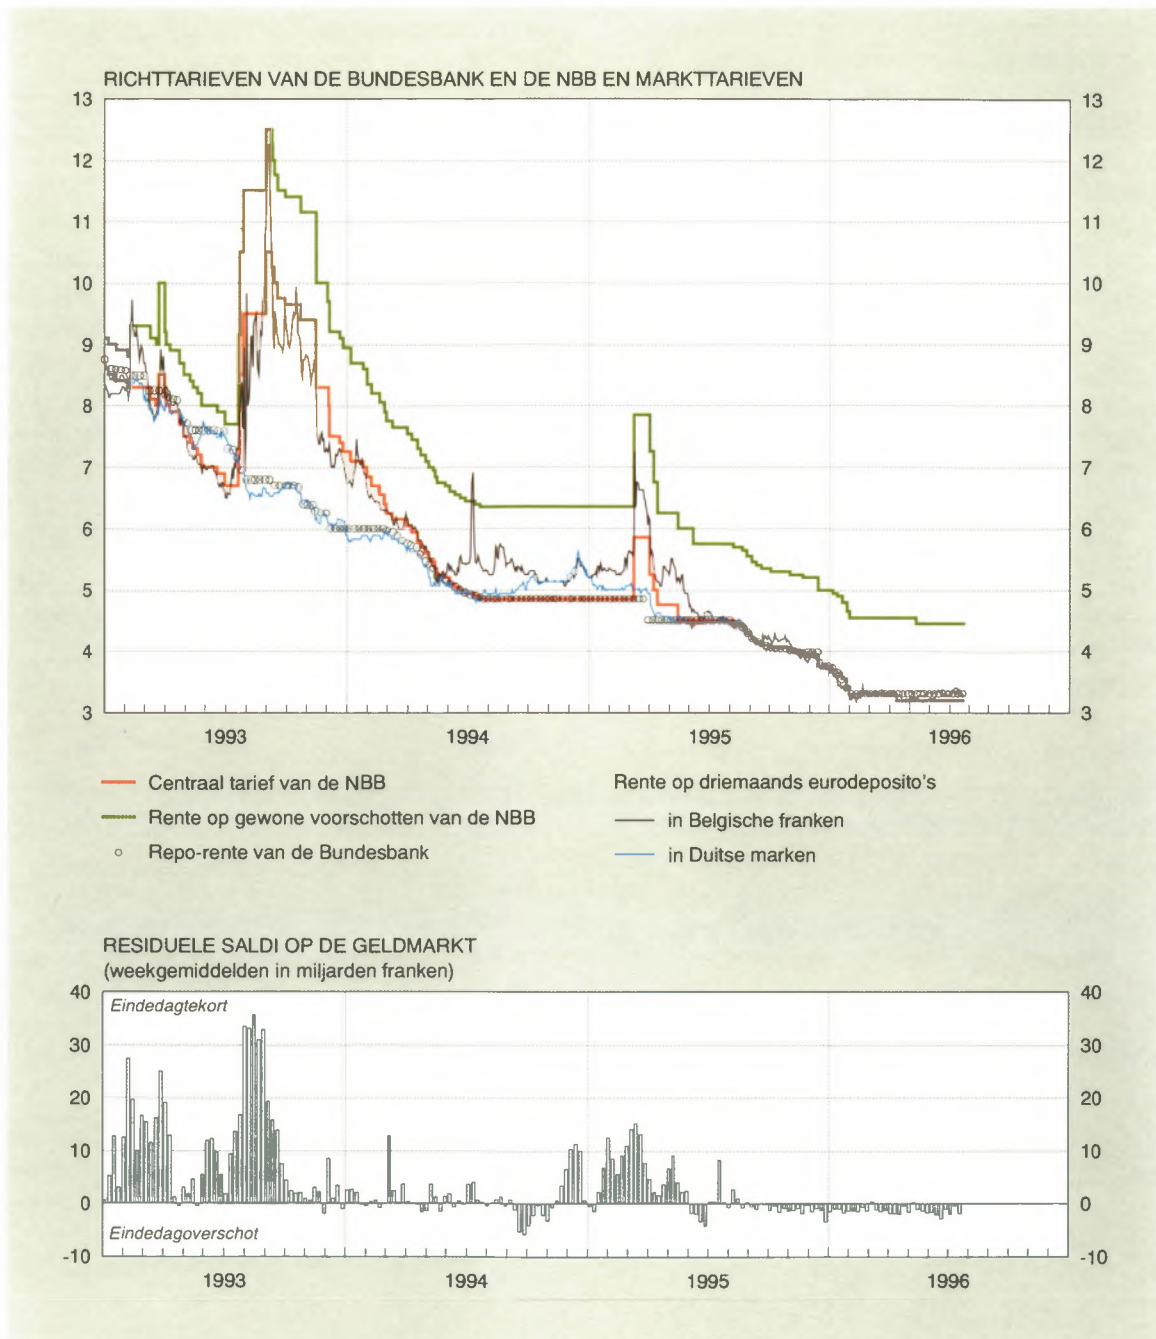 RICHTTARIEVEN VAN DE BUNDESBANK EN DE NBB EN MARKTTARIEVEN
13 13
12 12
11 11
10 10
9 9
8 8
7 7
6 6
5 5
4 4
3 3
1993 1994 1995 1996
Centraal tarief van de NBB
Rente op gewone voorschotten van de NBB
Repo-rente van de Bundesbank
Rente op driemaands eurodeposito's
in Belgische franken
in Duitse marken
RESIDUELE SALDI OP DE GELDMARKT
(weekgemiddelden in miljarden franken)
40 40
Eindedagtekort
30 30
20 20
10 10
0 0
Eindedagoverschot
-10 -10
1993 1994 1995 1996